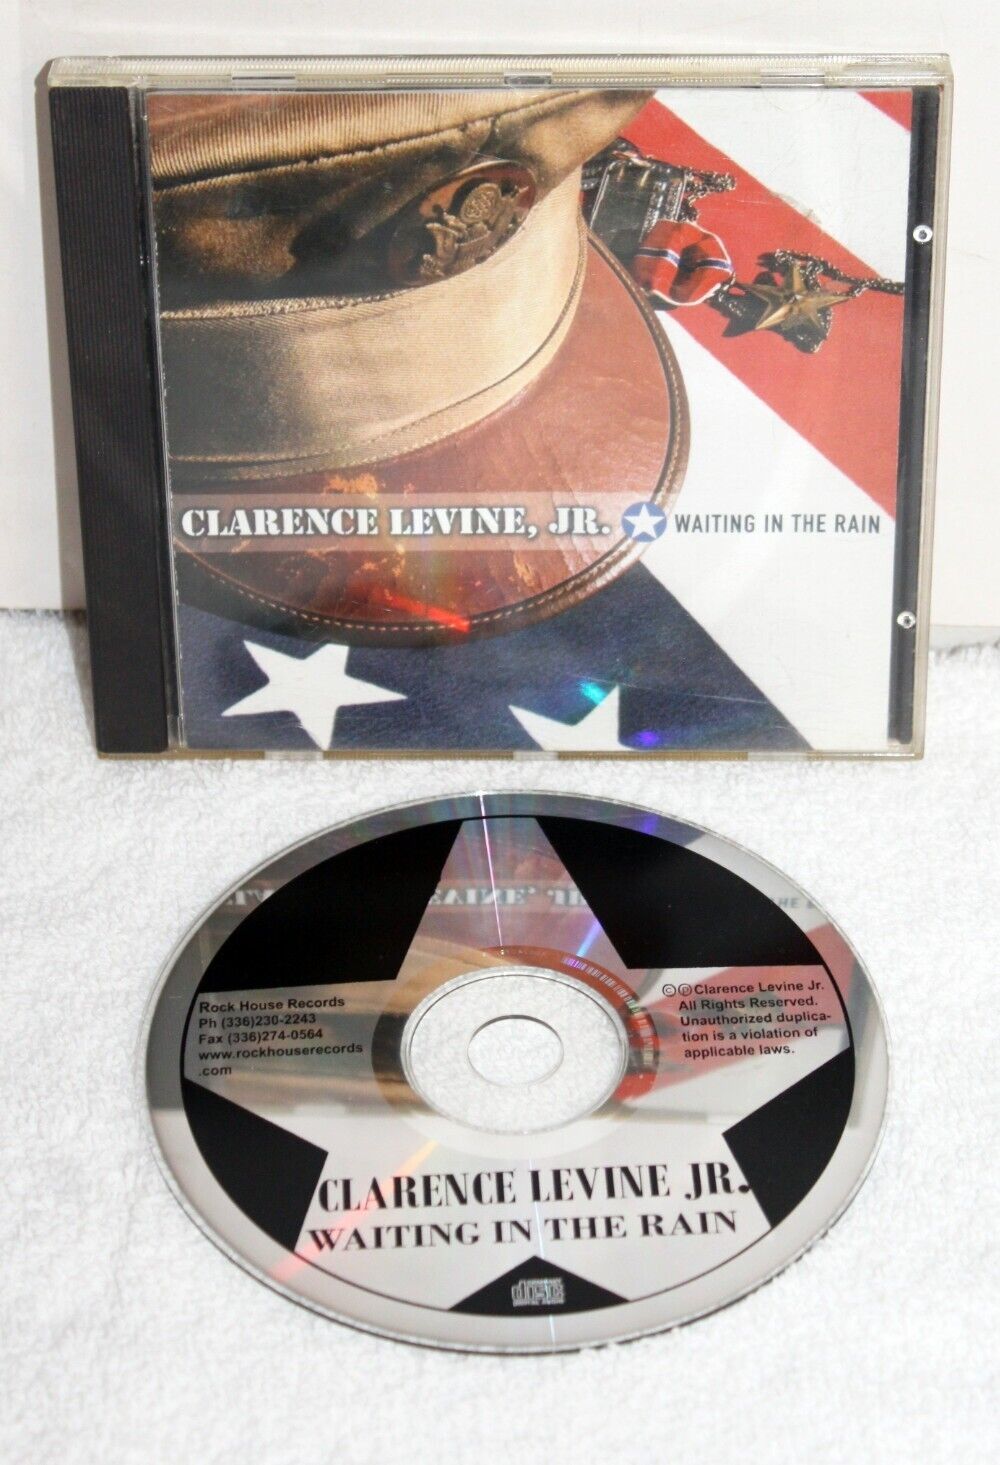 CLARENCE LEVINE, JR. WAITING IN THE RAIN
Rock House Records
Ph (336)230-2243
Fax (336)274-0564
www.rockhouserecords
.com
©℗Clarence Levine Jr.
All Rights Reserved.
Unauthorized duplica-
tion is a violation of
applicable laws.
CLARENCE LEVINE JR.
WAITING IN THE RAIN
disc